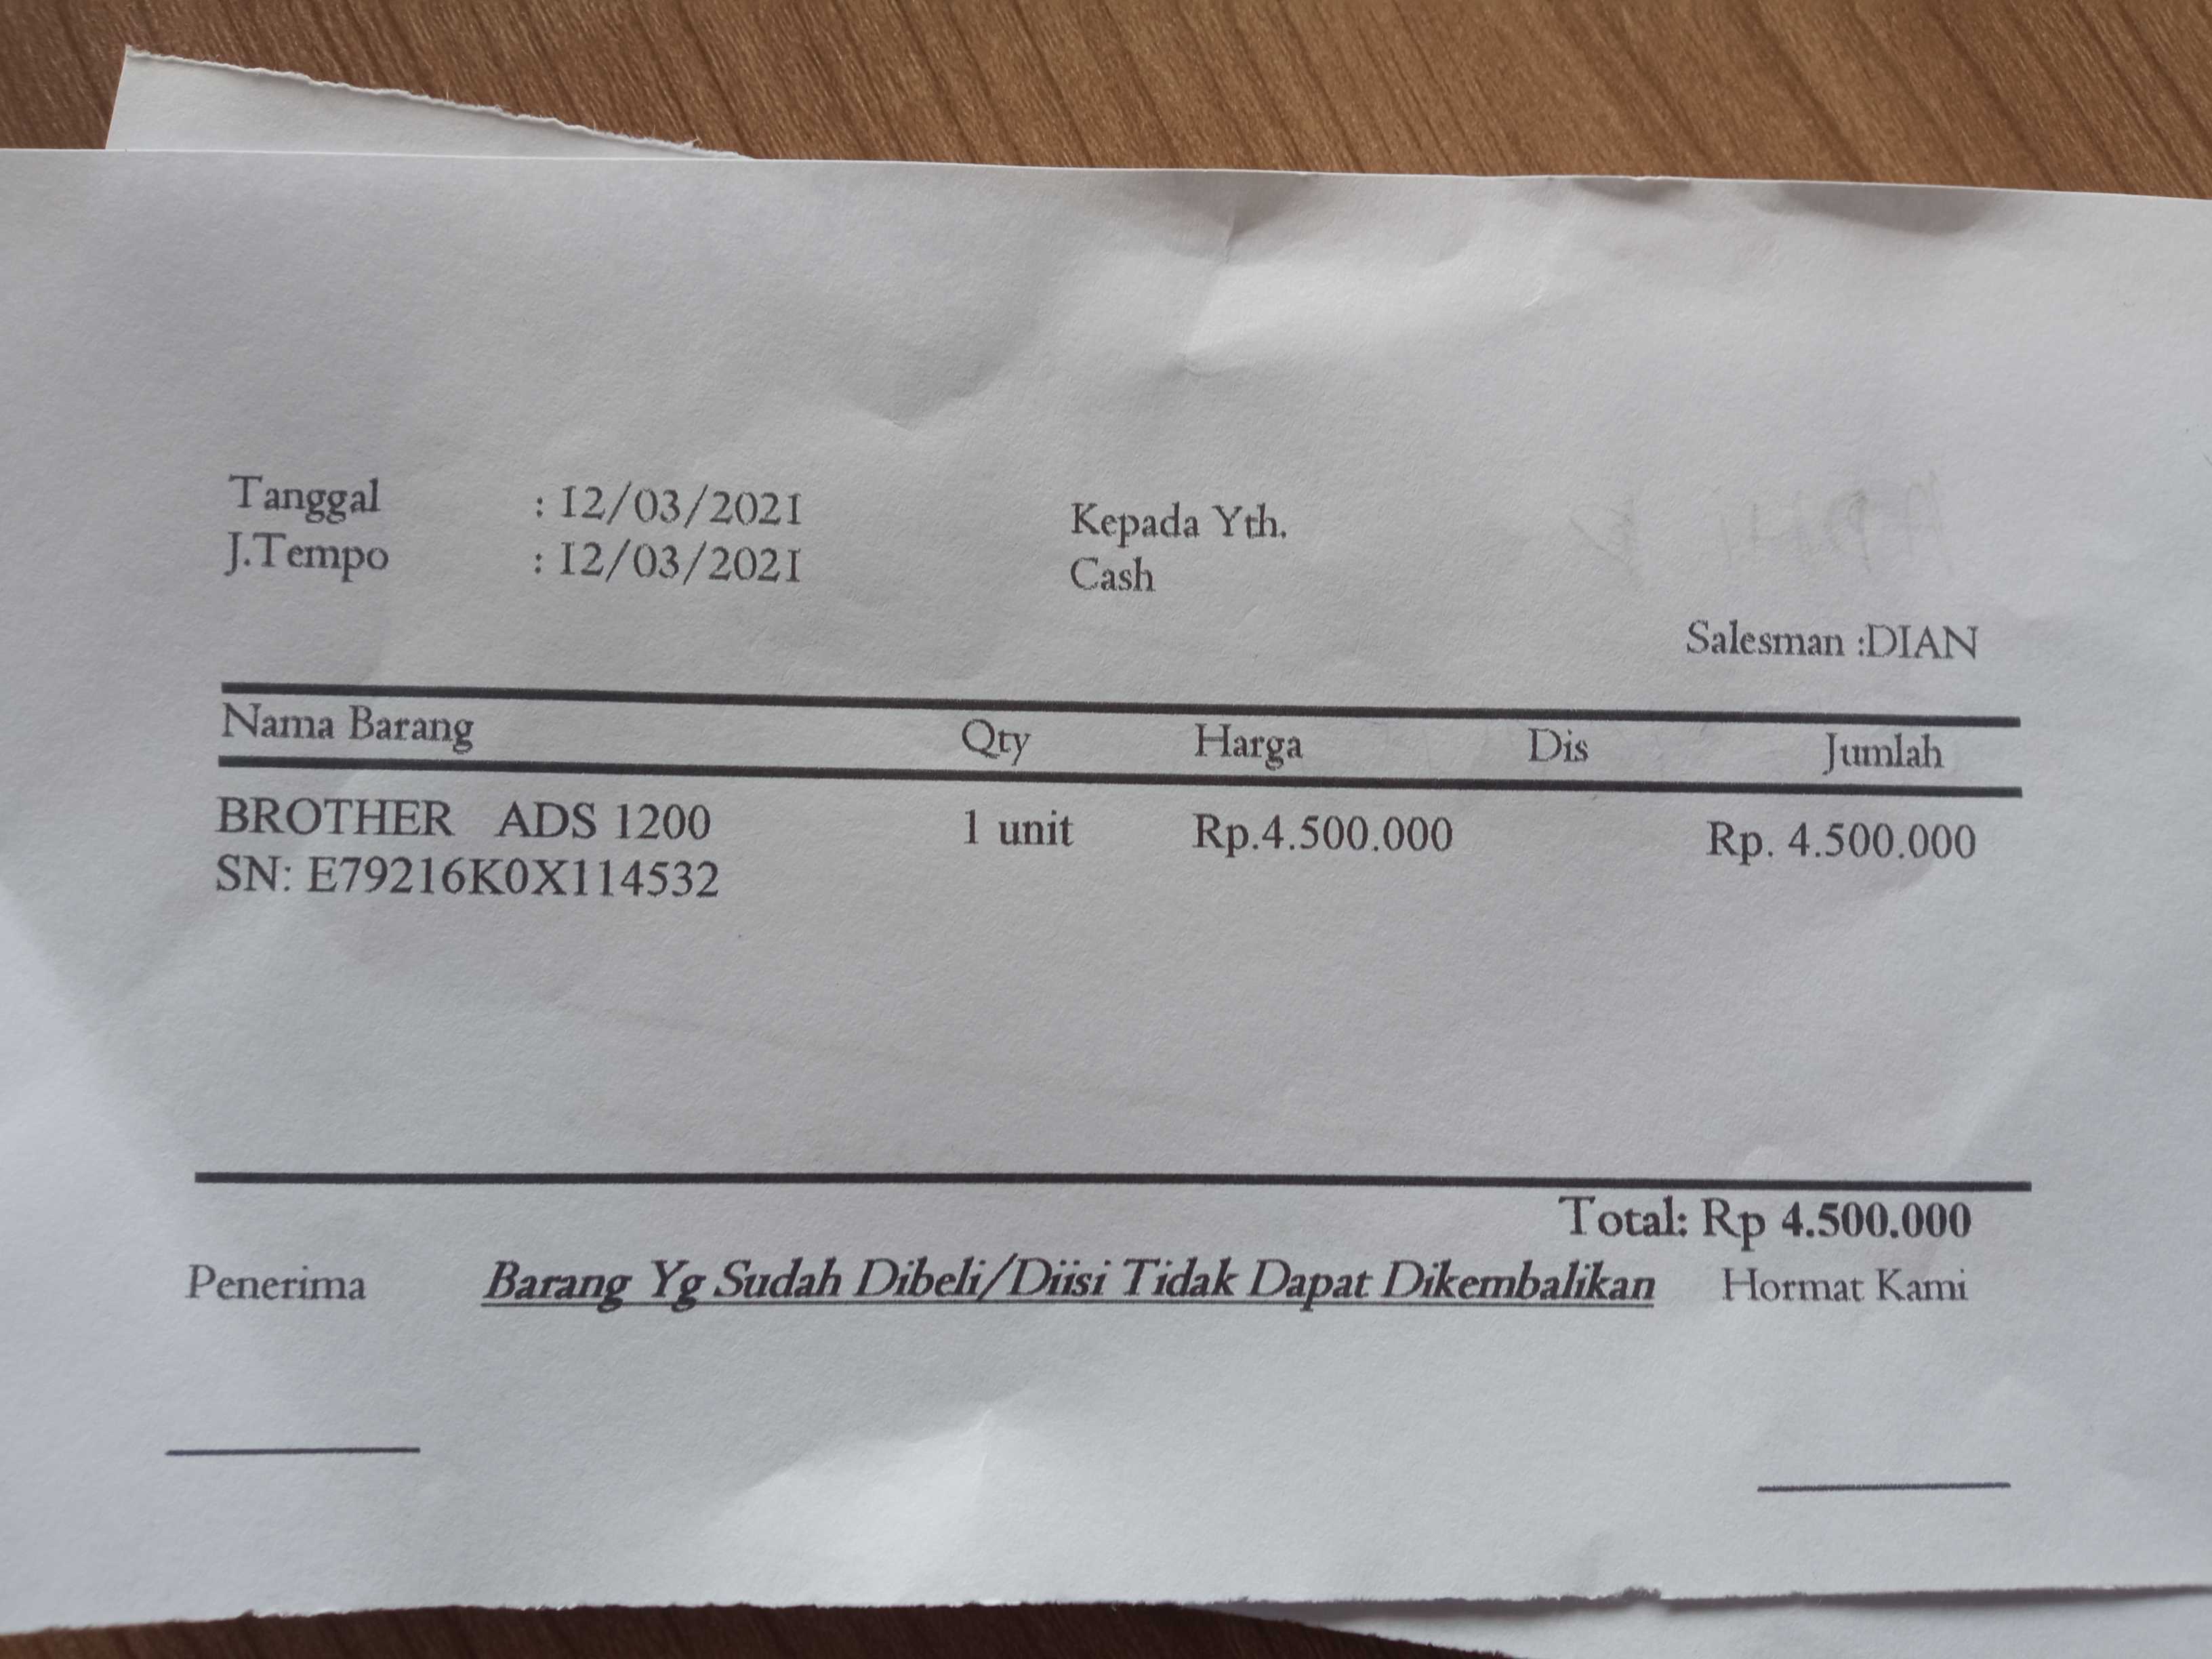 Tanggal : 12/03/2021
J.Tempo : 12/03/2021
Kepada Yth.
Cash
Salesman :DIAN
Nama Barang Qty Harga Dis Jumlah
BROTHER ADS 1200 1 unit Rp.4.500.000 Rp. 4.500.000
SN: E79216K0X114532
Total: Rp 4.500.000
Penerima Barang Yg Sudah Dibeli/Diisi Tidak Dapat Dikembalikan Hormat Kami